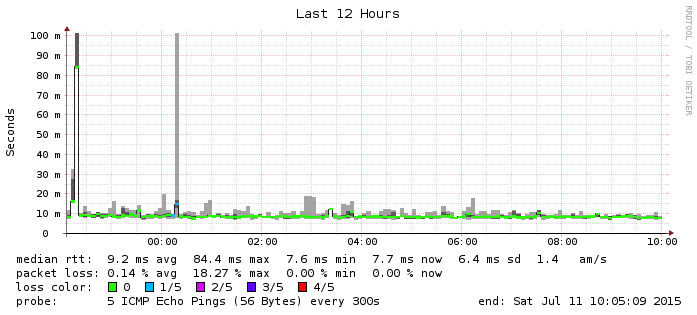 Last 12 Hours
RRDTOOL / TOBI OETIKER
Seconds
100 m
90 m
80 m
70 m
60 m
50 m
40 m
30 m
20 m
10 m
0
00:00 02:00 04:00 06:00 08:00 10:00
median rtt: 9.2 ms avg 84.4 ms max 7.6 ms min 7.7 ms now 6.4 ms sd 1.4 am/s
packet loss: 0.14 % avg 18.27 % max 0.00 % min 0.00 % now
loss color: 0 1/5 2/5 3/5 4/5
probe: 5 ICMP Echo Pings (56 Bytes) every 300s end: Sat Jul 11 10:05:09 2015